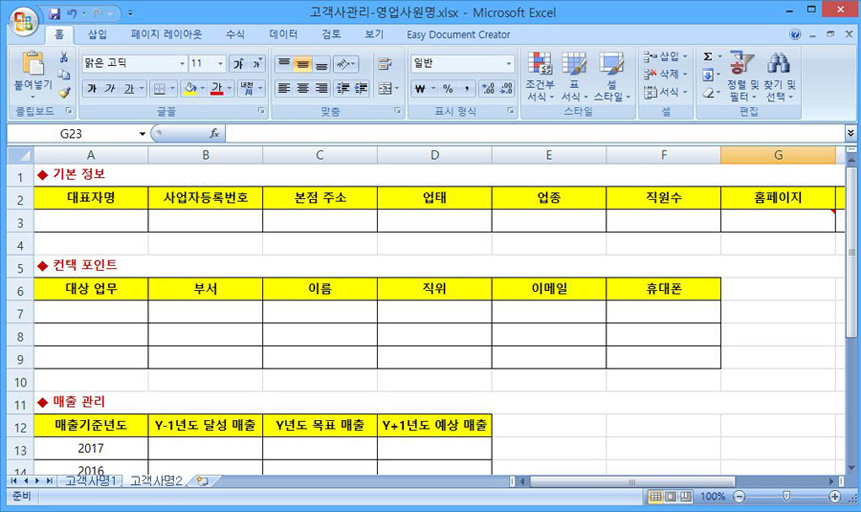 고객사관리-영업사원명.xlsx - Microsoft Excel
홈 삽입 페이지 레이아웃 수식 데이터 검토 보기 Easy Document Creator
붙여넣기
맑은 고딕 11 가 가
가 가 가 내천
일반
₩ % ,
조건부 서식 표 서식 셀 스타일
삽입
삭제
서식
Σ
정렬 및 필터 찾기 및 선택
클립보드 글꼴 맞춤 표시 형식 스타일 셀 편집
G23 fx
A B C D E F G
1 ◆ 기본 정보
2 대표자명 사업자등록번호 본점 주소 업태 업종 직원수 홈페이지
3
4
5 ◆ 컨택 포인트
6 대상 업무 부서 이름 직위 이메일 휴대폰
7
8
9
10
11 ◆ 매출 관리
12 매출기준년도 Y-1년도 달성 매출 Y년도 목표 매출 Y+1년도 예상 매출
13 2017
14 2016
고객사명1 고객사명2
준비 100%